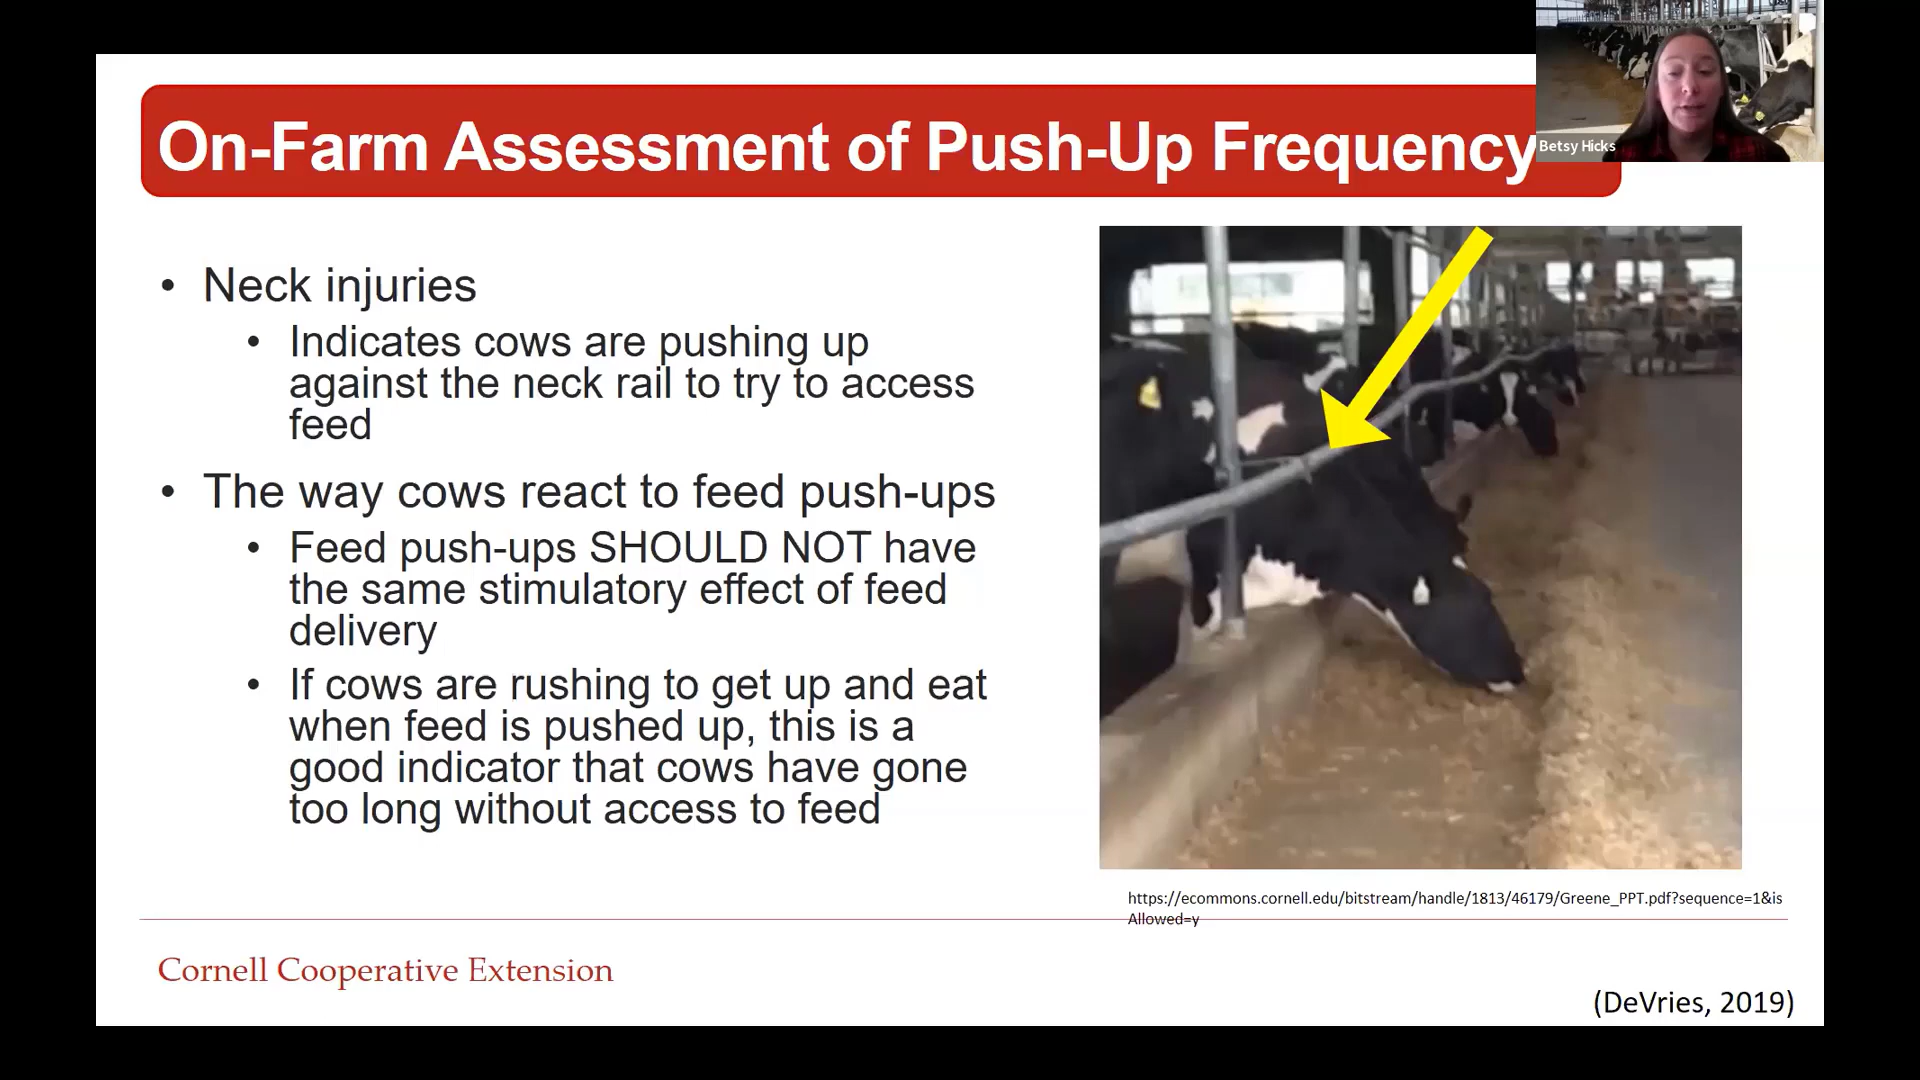 On-Farm Assessment of Push-Up Frequency
Betsy Hicks
• Neck injuries
• Indicates cows are pushing up
against the neck rail to try to access
feed
• The way cows react to feed push-ups
• Feed push-ups SHOULD NOT have
the same stimulatory effect of feed
delivery
• If cows are rushing to get up and eat
when feed is pushed up, this is a
good indicator that cows have gone
too long without access to feed
https://ecommons.cornell.edu/bitstream/handle/1813/46179/Greene_PPT.pdf?sequence=1&is
Allowed=y
Cornell Cooperative Extension
(DeVries, 2019)